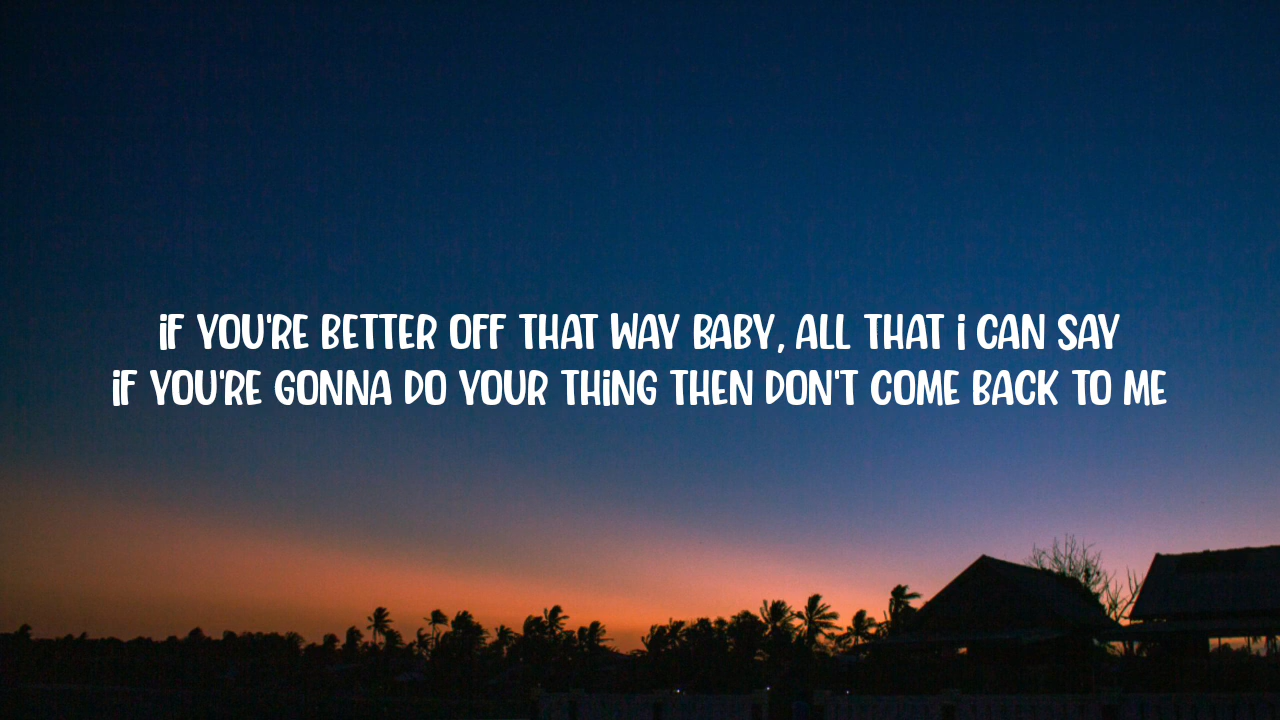 iF YOU'RE BETTER OFF THAT WAY BABY, ALL THAT i CAN SAY
iF YOU'RE GONNA DO YOUR THiNG THEN DON'T COME BACK TO ME